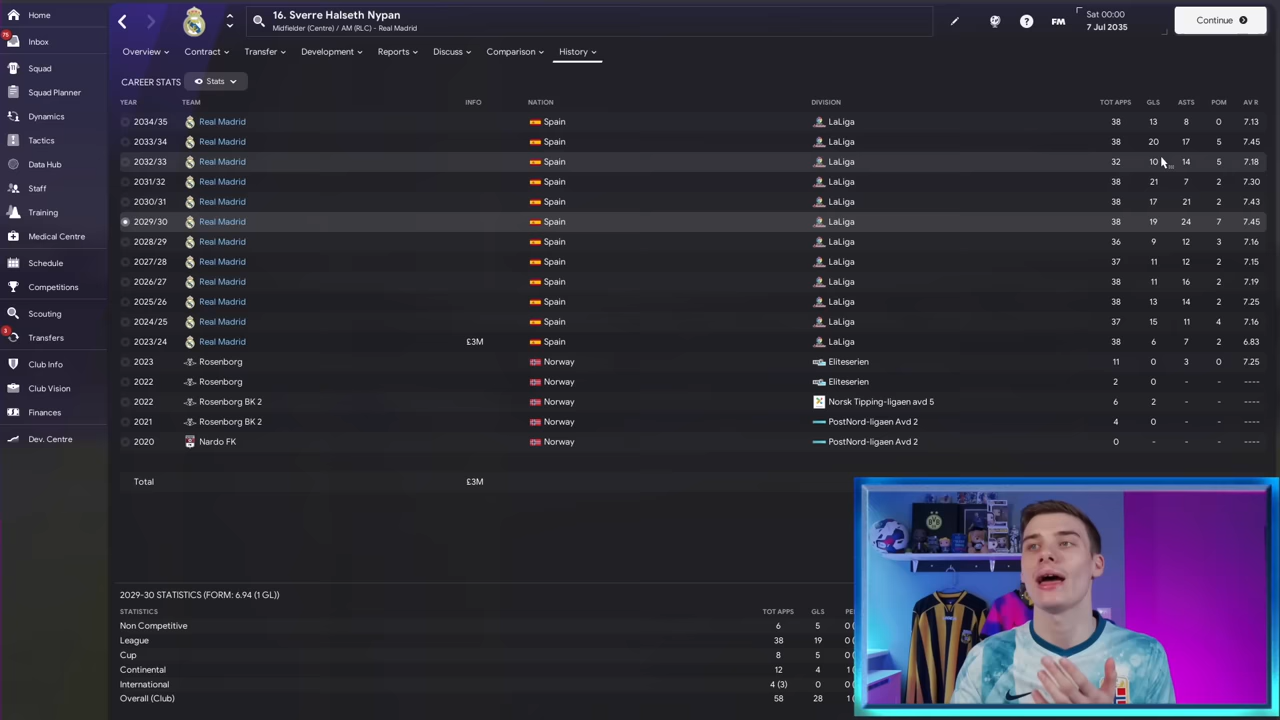 Home
76
Inbox
Squad
Squad Planner
Dynamics
Tactics
Data Hub
Staff
Training
Medical Centre
Schedule
Competitions
Scouting
3
Transfers
Club Info
Club Vision
Finances
Dev. Centre
16. Sverre Halseth Nypan
Midfielder (Centre) / AM (RLC) - Real Madrid
FM
Sat 00:00
7 Jul 2035
Continue
Overview Contract Transfer Development Reports Discuss Comparison History
CAREER STATS Stats
YEAR TEAM INFO NATION DIVISION TOT APPS GLS ASTS POM AV R
2034/35 Real Madrid Spain LaLiga 38 13 8 0 7.13
2033/34 Real Madrid Spain LaLiga 38 20 17 5 7.45
2032/33 Real Madrid Spain LaLiga 32 10 14 5 7.18
2031/32 Real Madrid Spain LaLiga 38 21 7 2 7.30
2030/31 Real Madrid Spain LaLiga 38 17 21 2 7.43
2029/30 Real Madrid Spain LaLiga 38 19 24 7 7.45
2028/29 Real Madrid Spain LaLiga 36 9 12 3 7.16
2027/28 Real Madrid Spain LaLiga 37 11 12 2 7.15
2026/27 Real Madrid Spain LaLiga 38 11 16 2 7.19
2025/26 Real Madrid Spain LaLiga 38 13 14 2 7.25
2024/25 Real Madrid Spain LaLiga 37 15 11 4 7.16
2023/24 Real Madrid £3M Spain LaLiga 38 6 7 2 6.83
2023 Rosenborg Norway Eliteserien 11 0 3 0 7.25
2022 Rosenborg Norway Eliteserien 2 0 - - ----
2022 Rosenborg BK 2 Norway Norsk Tipping-ligaen avd 5 6 2 - - ----
2021 Rosenborg BK 2 Norway PostNord-ligaen Avd 2 4 0 - - ----
2020 Nardo FK Norway PostNord-ligaen Avd 2 0 - - - ----
Total £3M
2029-30 STATISTICS (FORM: 6.94 (1 GL))
STATISTICS TOT APPS GLS
Non Competitive 6 5
League 38 19 0
Cup 8 5 0
Continental 12 4 1
International 4 (3) 0 0
Overall (Club) 58 28 1